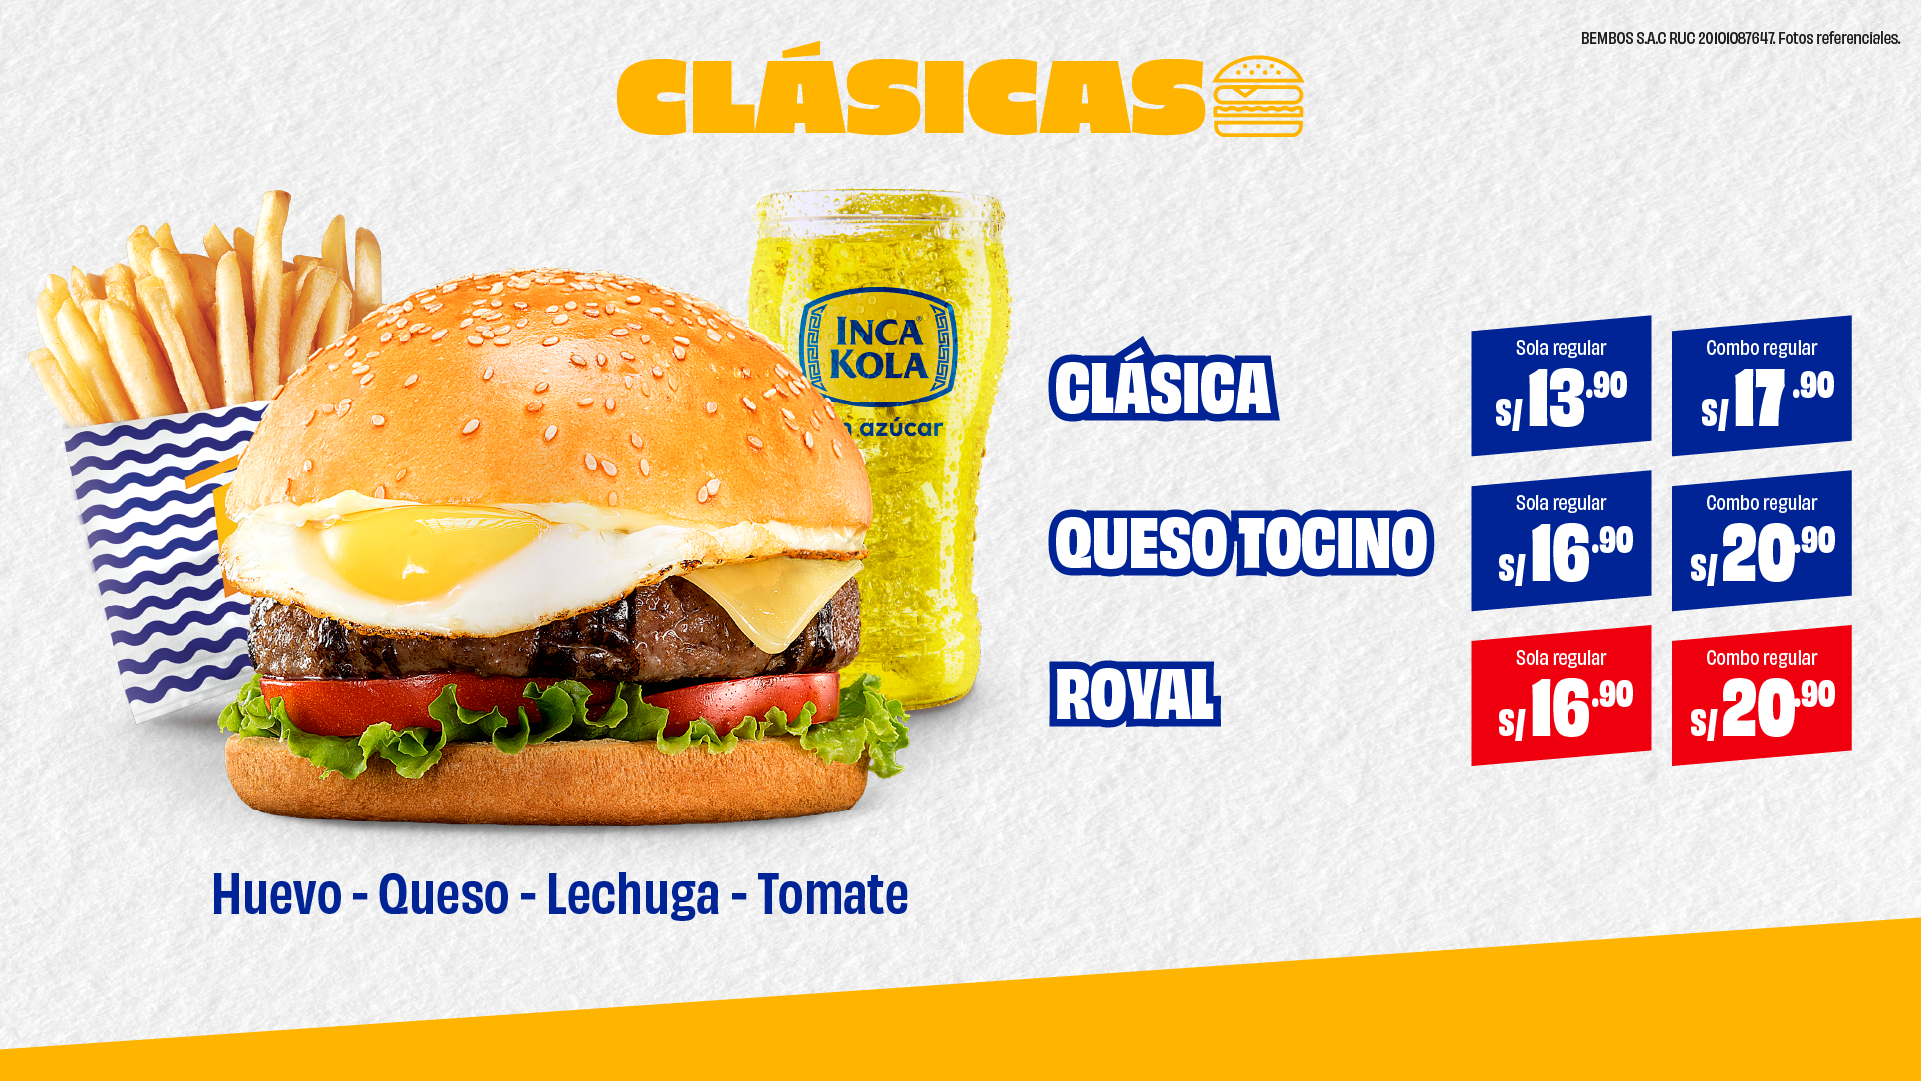 BEMBOS S.A.C RUC 20101087647. Fotos referenciales.
CLÁSICAS
INCA
KOLA
azúcar
CLÁSICA
Sola regular
S/ 13.90
Combo regular
S/ 17.90
QUESO TOCINO
Sola regular
S/ 16.90
Combo regular
S/ 20.90
ROYAL
Sola regular
S/ 16.90
Combo regular
S/ 20.90
Huevo - Queso - Lechuga - Tomate